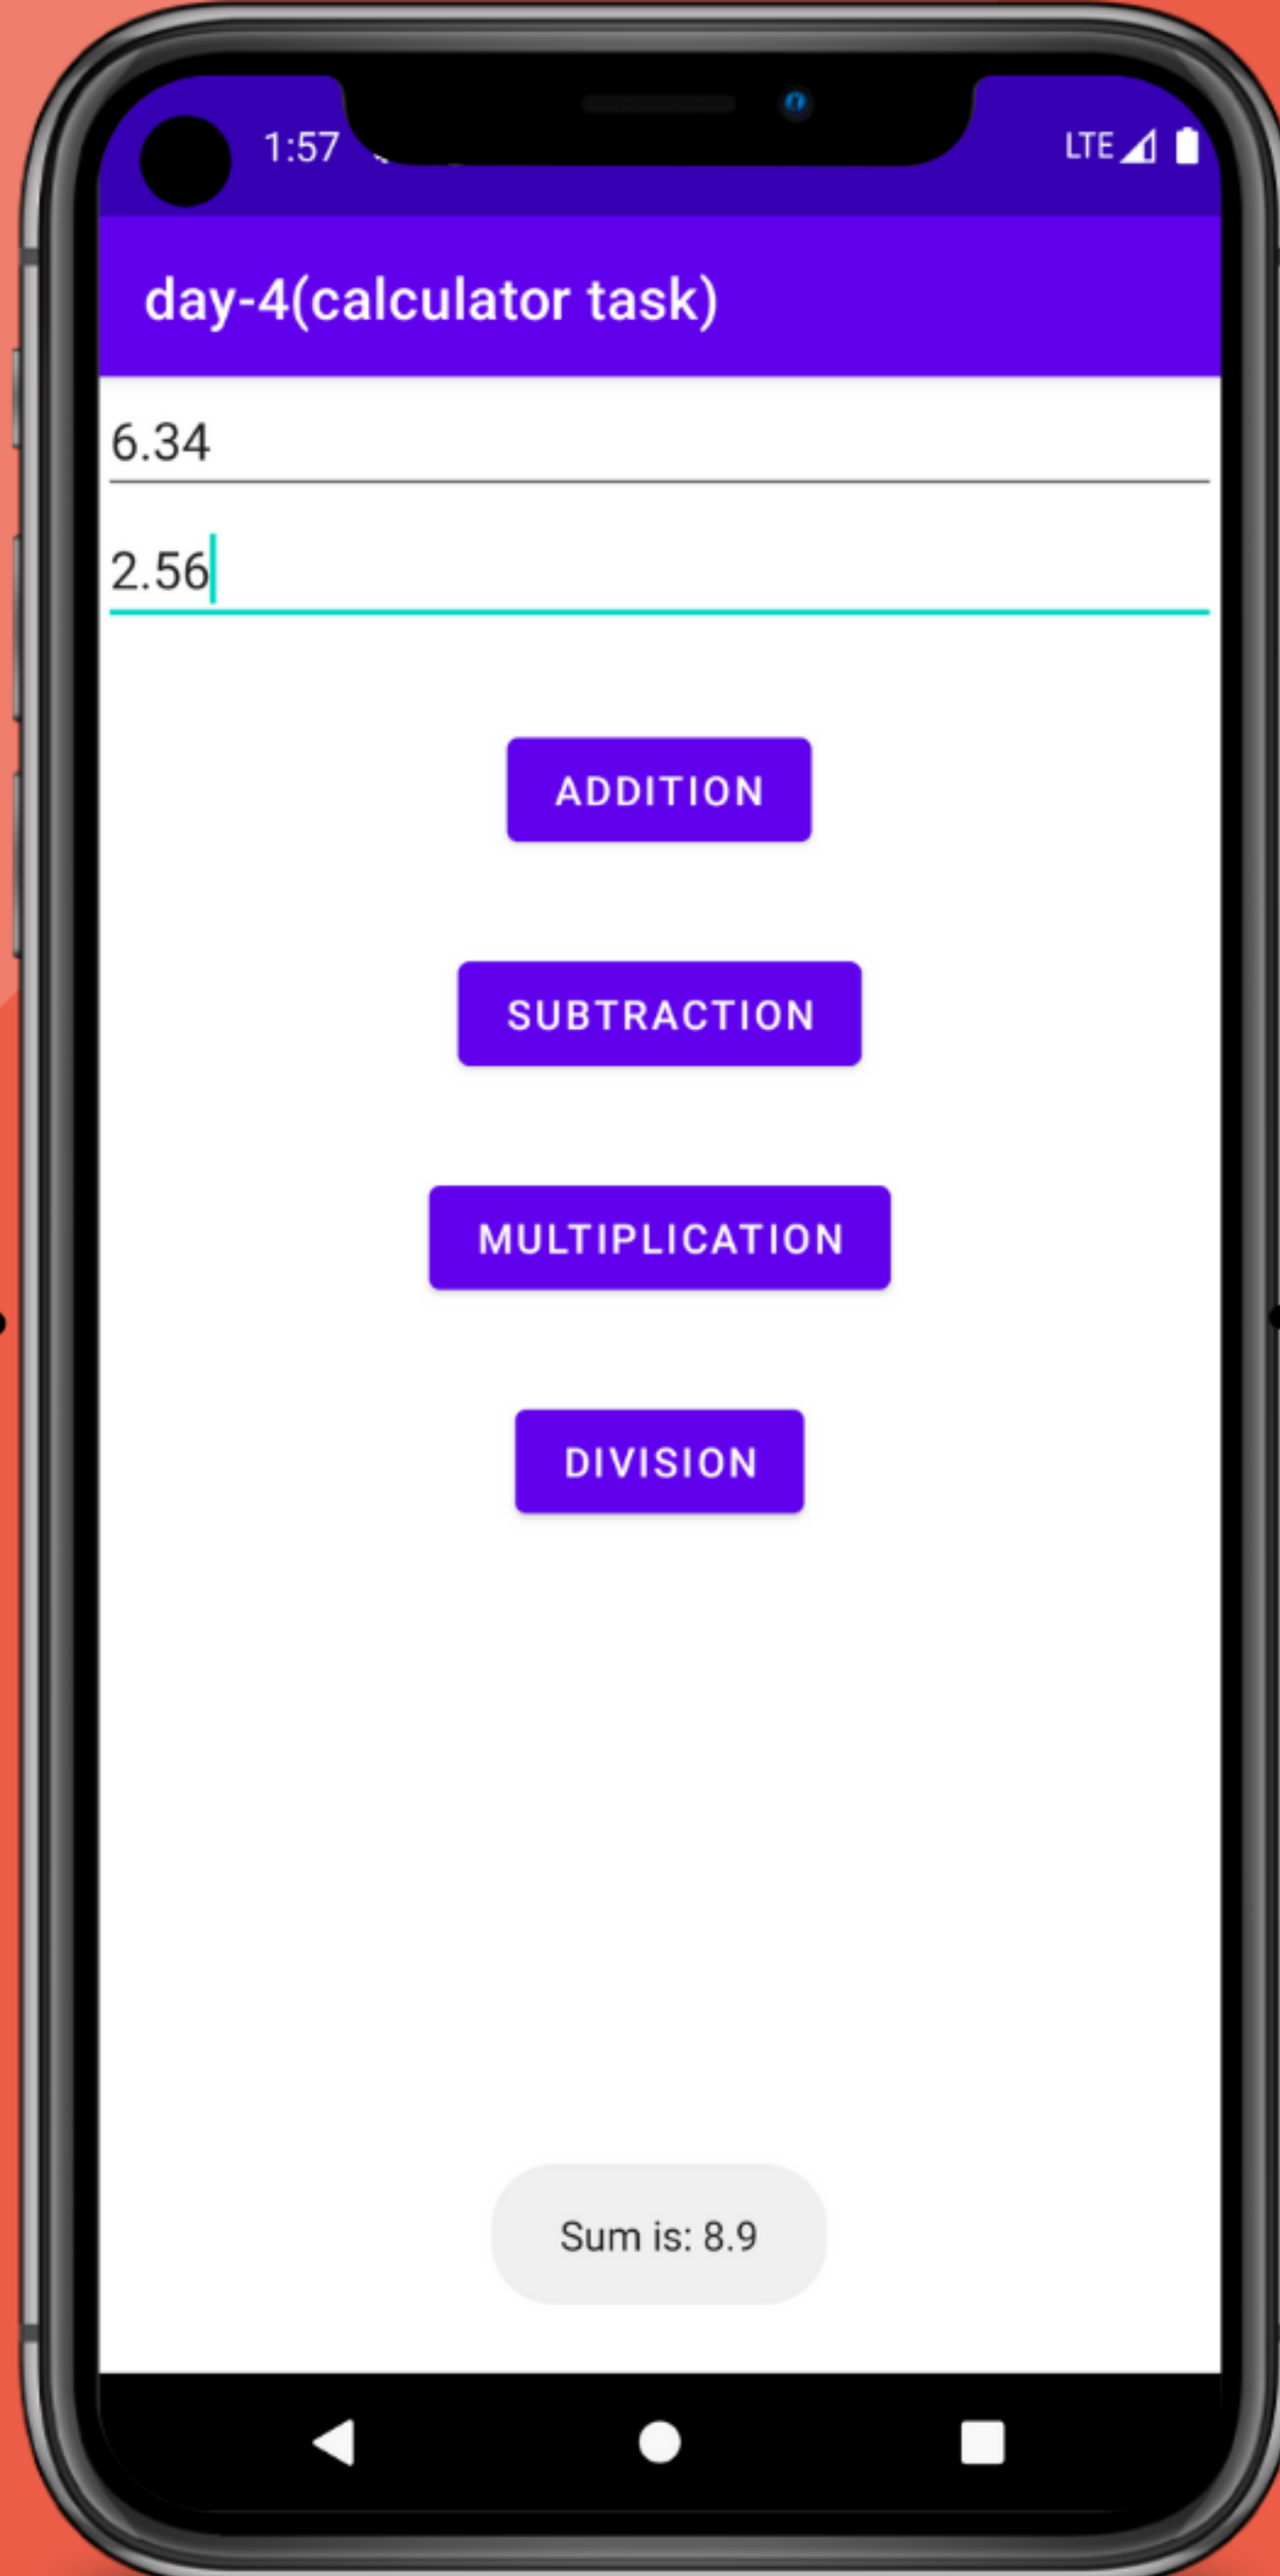 1:57 LTE
day-4(calculator task)
6.34
2.56
ADDITION
SUBTRACTION
MULTIPLICATION
DIVISION
Sum is: 8.9